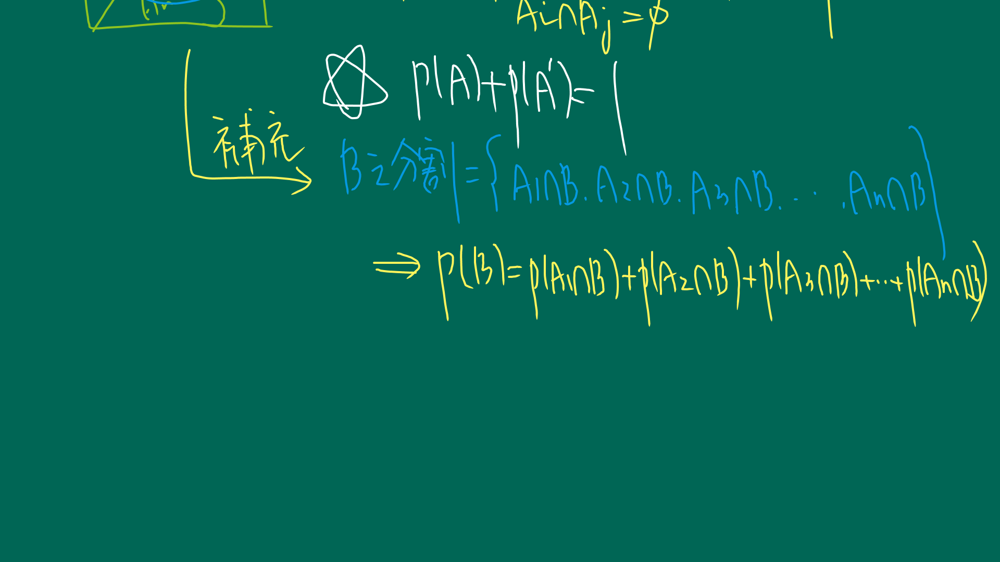 Ai∩Aj=φ
P(A)+P(A')=1
補充
B之分割={A1∩B.A2∩B.A3∩B.‥.An∩B}
⇒P(B)=P(A1∩B)+P(A2∩B)+P(A3∩B)+…+P(An∩B)